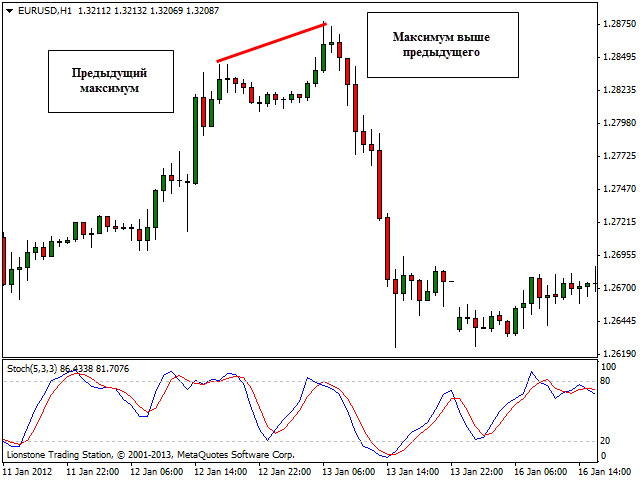 EURUSD,H1 1.32112 1.32132 1.32069 1.32087
Предыдущий
максимум
Максимум выше
предыдущего
1.28750
1.28495
1.28235
1.27980
1.27725
1.27470
1.27215
1.26955
1.26700
1.26445
1.26190
Stoch(5,3,3) 86.4338 81.7076
100
80
20
0
Lionstone Trading Station, © 2001-2013, MetaQuotes Software Corp.
11 Jan 2012 11 Jan 22:00 12 Jan 06:00 12 Jan 14:00 12 Jan 22:00 13 Jan 06:00 13 Jan 14:00 13 Jan 22:00 16 Jan 06:00 16 Jan 14:00